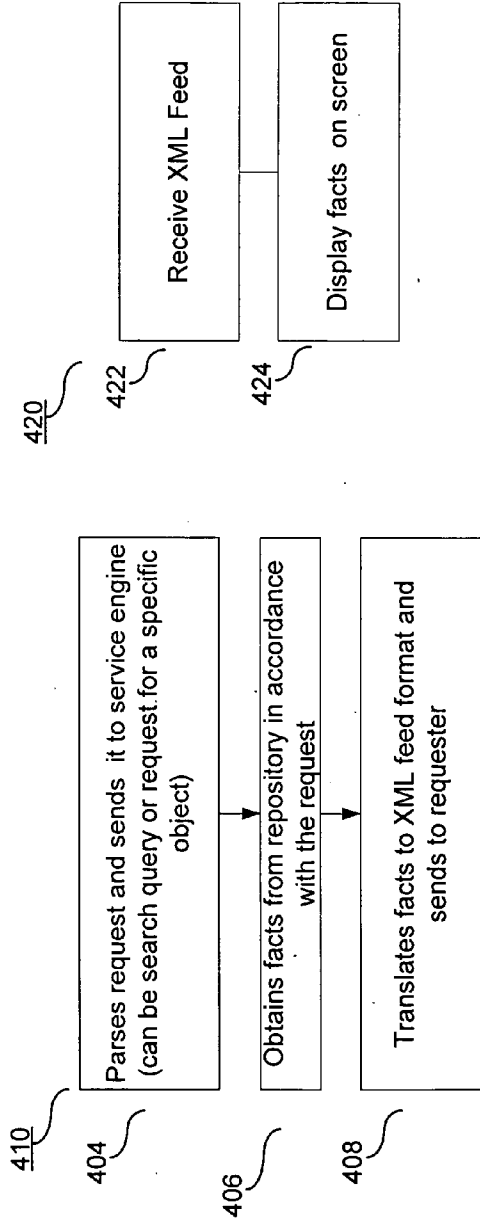 410
404
Parses request and sends it to service engine
(can be search query or request for a specific
object)
406
Obtains facts from repository in accordance
with the request
408
Translates facts to XML feed format and
sends to requester
420
422
Receive XML Feed
424
Display facts on screen